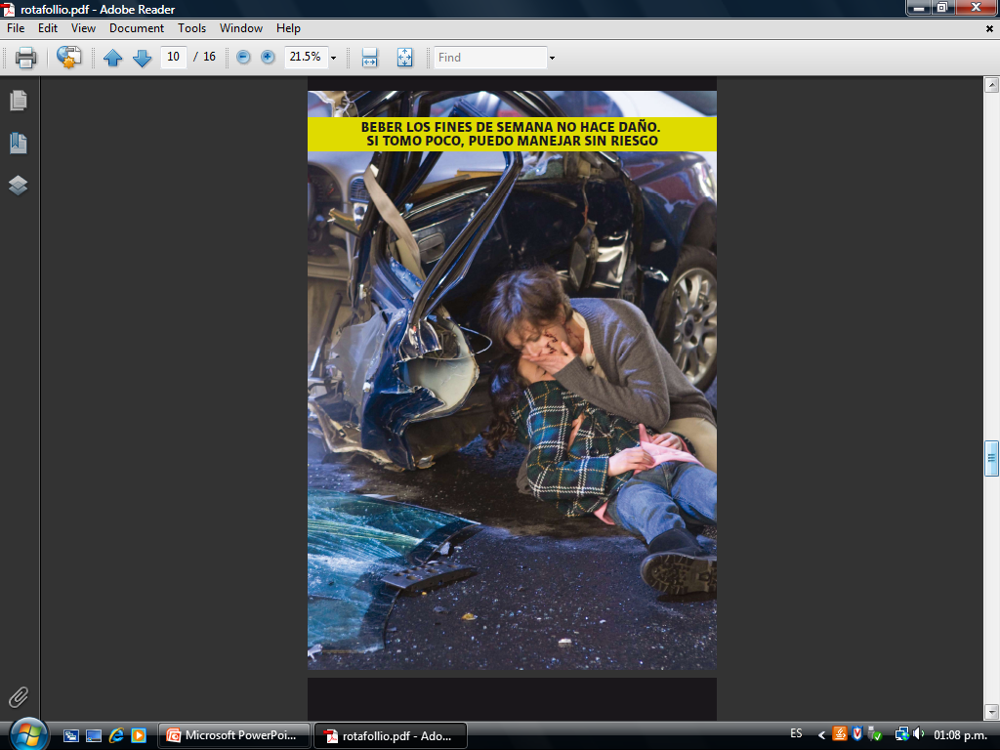 rotafollio.pdf - Adobe Reader
File Edit View Document Tools Window Help
10 / 16 21.5% Find
BEBER LOS FINES DE SEMANA NO HACE DAÑO.
SI TOMO POCO, PUEDO MANEJAR SIN RIESGO
Microsoft PowerPoi... rotafollio.pdf - Ado... ES 01:08 p.m.